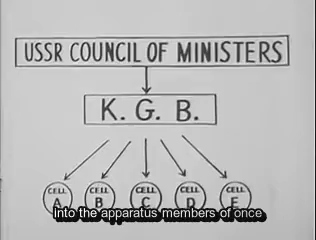 USSR COUNCIL OF MINISTERS
K. G. B.
CELL CELL CELL CELL CELL
A B C D E
Into the apparatus members of once